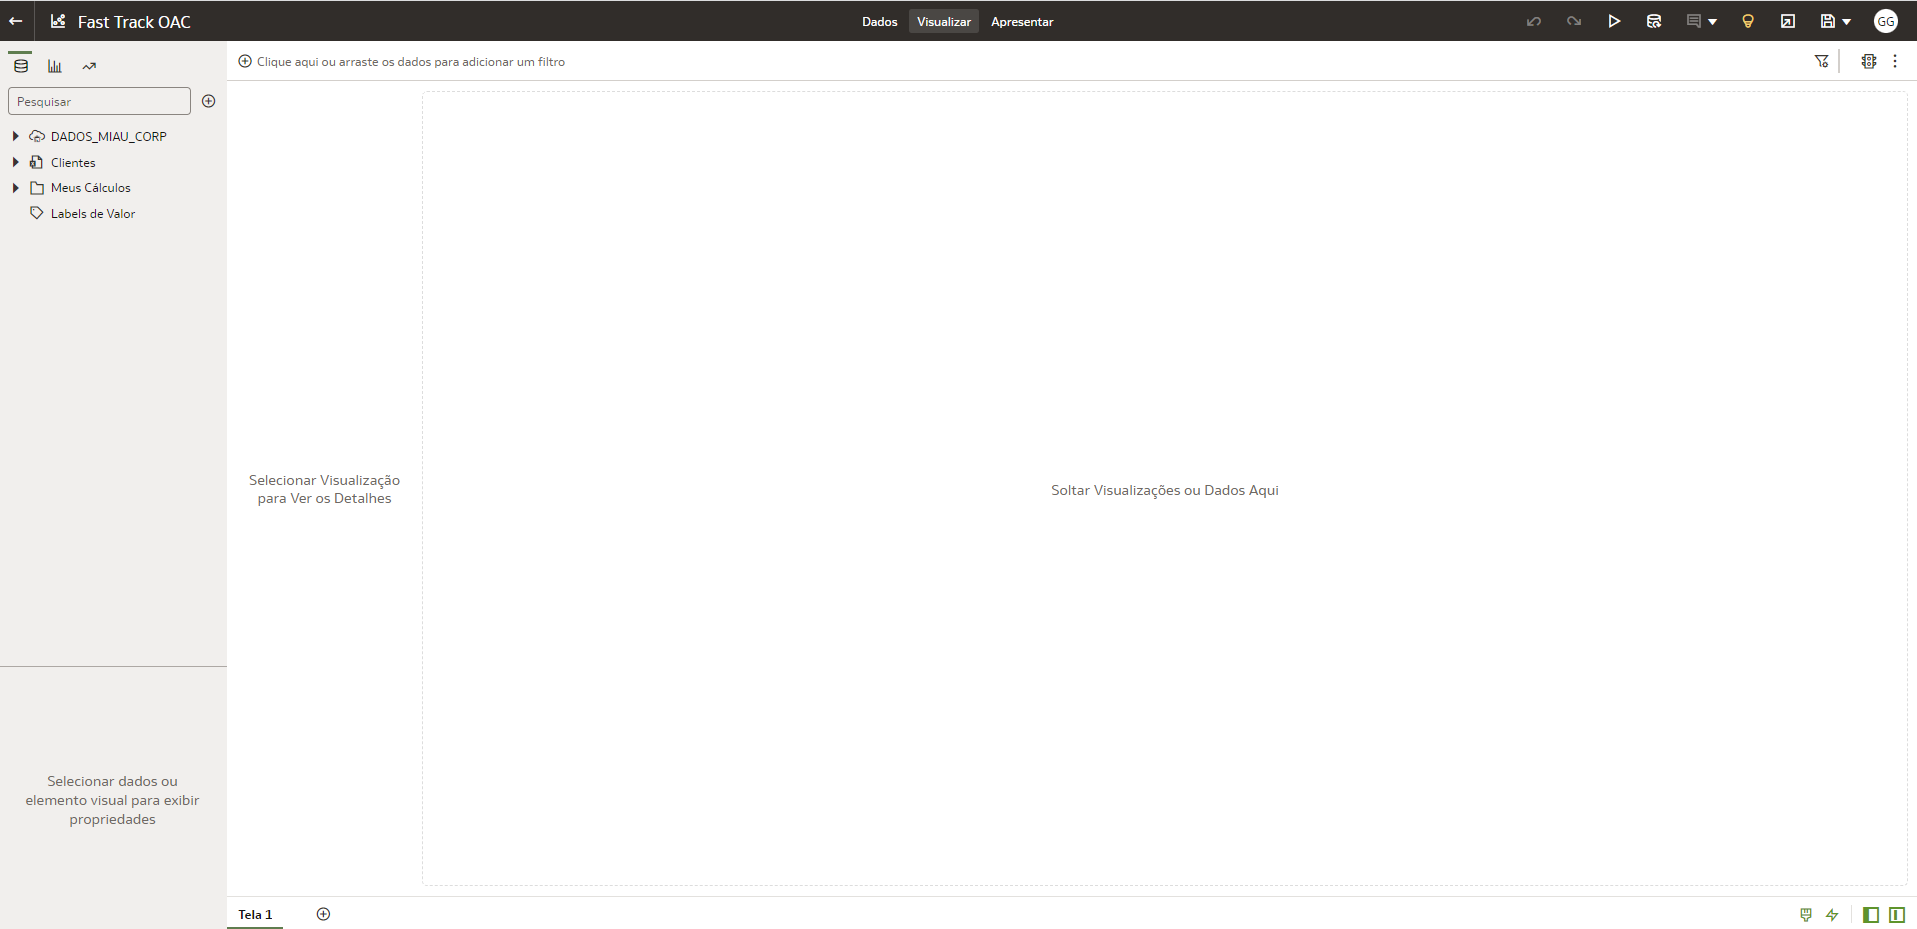 Fast Track OAC
Dados Visualizar Apresentar
GG
Clique aqui ou arraste os dados para adicionar um filtro
Pesquisar
DADOS_MIAU_CORP
Clientes
Meus Cálculos
Labels de Valor
Selecionar Visualização
para Ver os Detalhes
Soltar Visualizações ou Dados Aqui
Selecionar dados ou
elemento visual para exibir
propriedades
Tela 1